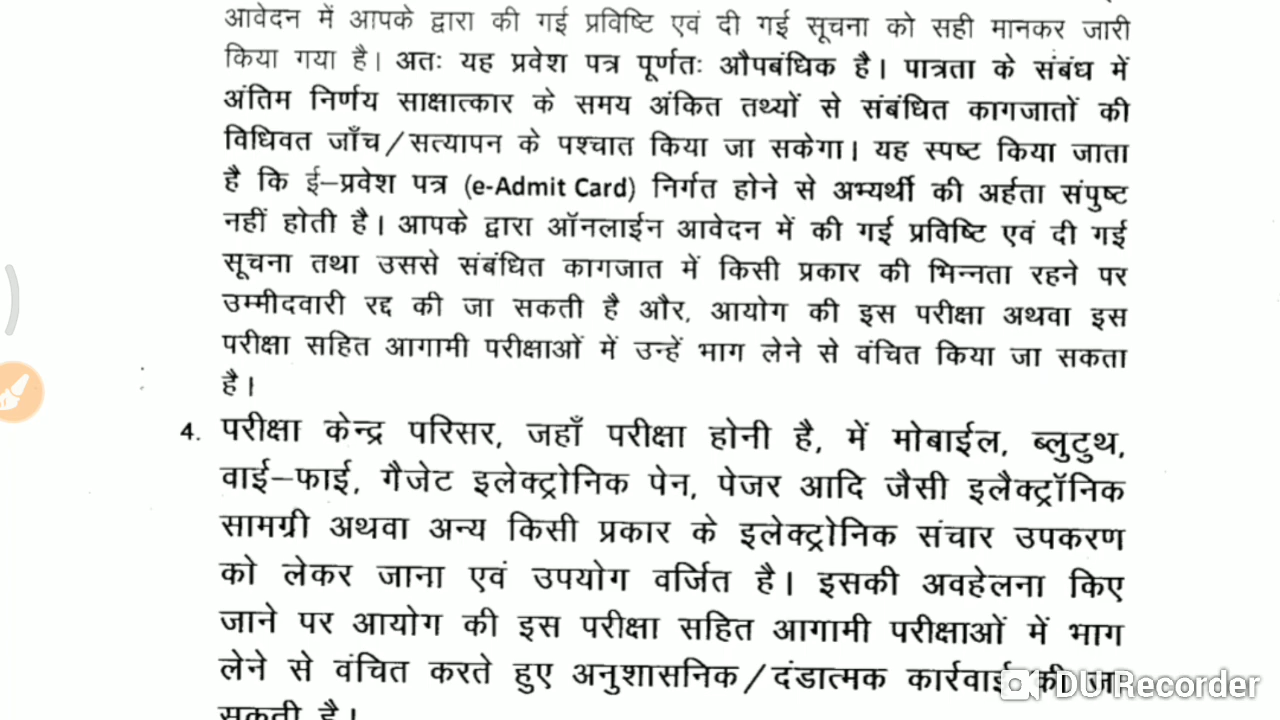 आवेदन में आपके द्वारा की गई प्रविष्टि एवं दी गई सूचना को सही मानकर जारी
किया गया है। अतः यह प्रवेश पत्र पूर्णतः औपबंधिक है। पात्रता के संबंध में
अंतिम निर्णय साक्षात्कार के समय अंकित तथ्यों से संबंधित कागजातों की
विधिवत जाँच/सत्यापन के पश्चात किया जा सकेगा। यह स्पष्ट किया जाता
है कि ई–प्रवेश पत्र (e-Admit Card) निर्गत होने से अभ्यर्थी की अर्हता संपुष्ट
नहीं होती है। आपके द्वारा ऑनलाईन आवेदन में की गई प्रविष्टि एवं दी गई
सूचना तथा उससे संबंधित कागजात में किसी प्रकार की भिन्नता रहने पर
उम्मीदवारी रद्द की जा सकती है और, आयोग की इस परीक्षा अथवा इस
परीक्षा सहित आगामी परीक्षाओं में उन्हें भाग लेने से वंचित किया जा सकता
है।
4. परीक्षा केन्द्र परिसर, जहाँ परीक्षा होनी है, में मोबाईल, ब्लुटुथ,
वाई–फाई, गैजेट इलेक्ट्रोनिक पेन, पेजर आदि जैसी इलैक्ट्रॉनिक
सामग्री अथवा अन्य किसी प्रकार के इलेक्ट्रोनिक संचार उपकरण
को लेकर जाना एवं उपयोग वर्जित है। इसकी अवहेलना किए
जाने पर आयोग की इस परीक्षा सहित आगामी परीक्षाओं में भाग
लेने से वंचित करते हुए अनुशासनिक/दंडात्मक कार्रवाई की जा
सकती है।
DU Recorder